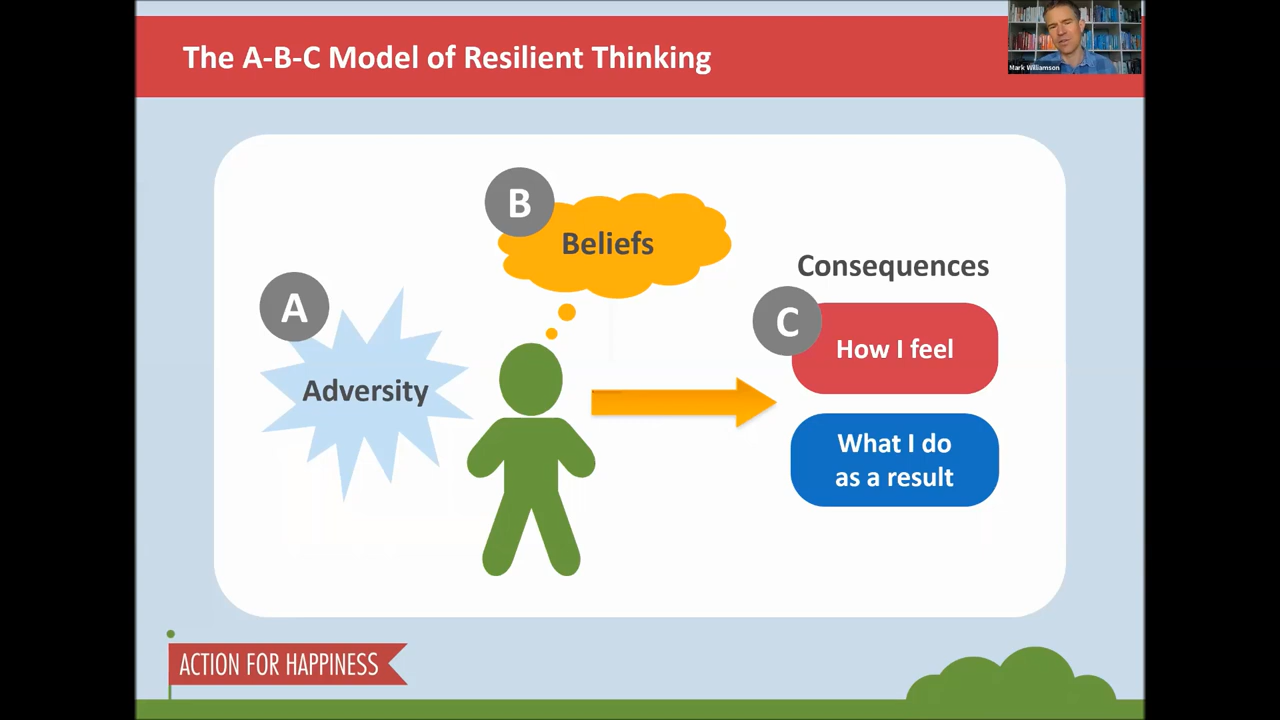 The A-B-C Model of Resilient Thinking
Mark Williamson
B
Beliefs
A
Adversity
Consequences
C
How I feel
What I do
as a result
ACTION FOR HAPPINESS